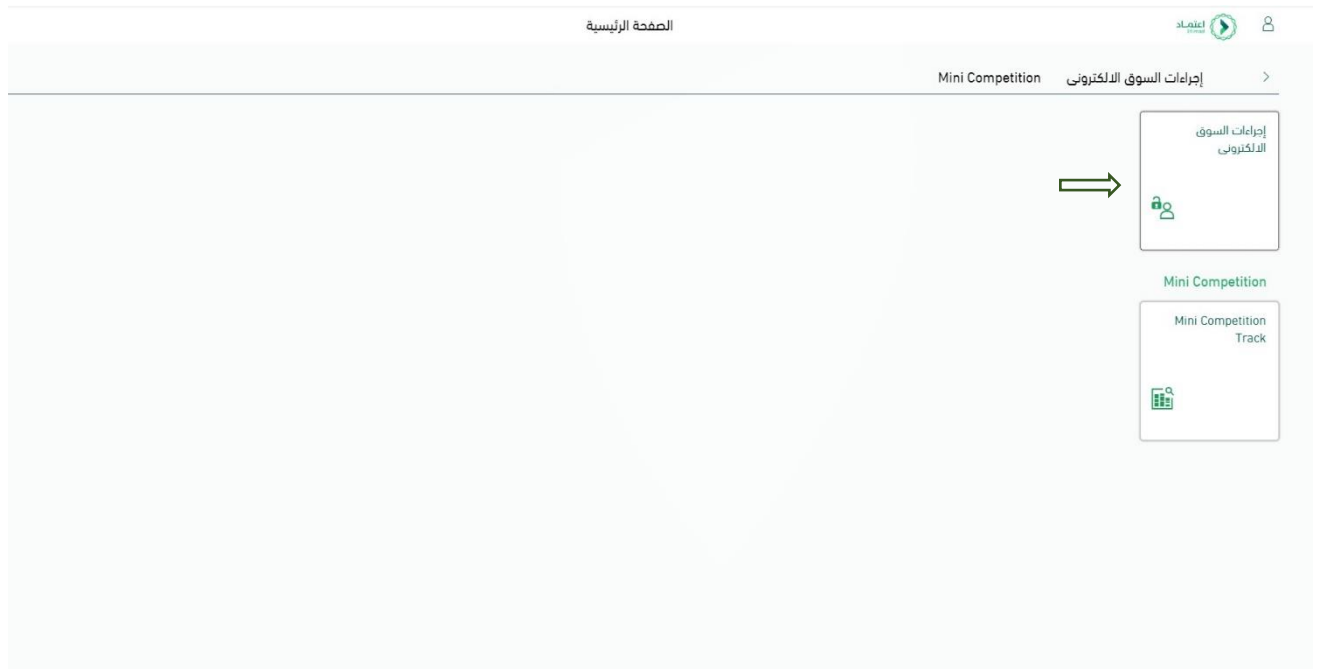 اعتماد
الصفحة الرئيسية
إجراءات السوق الالكتروني Mini Competition
إجراءات السوق
الالكتروني
Mini Competition
Mini Competition
Track